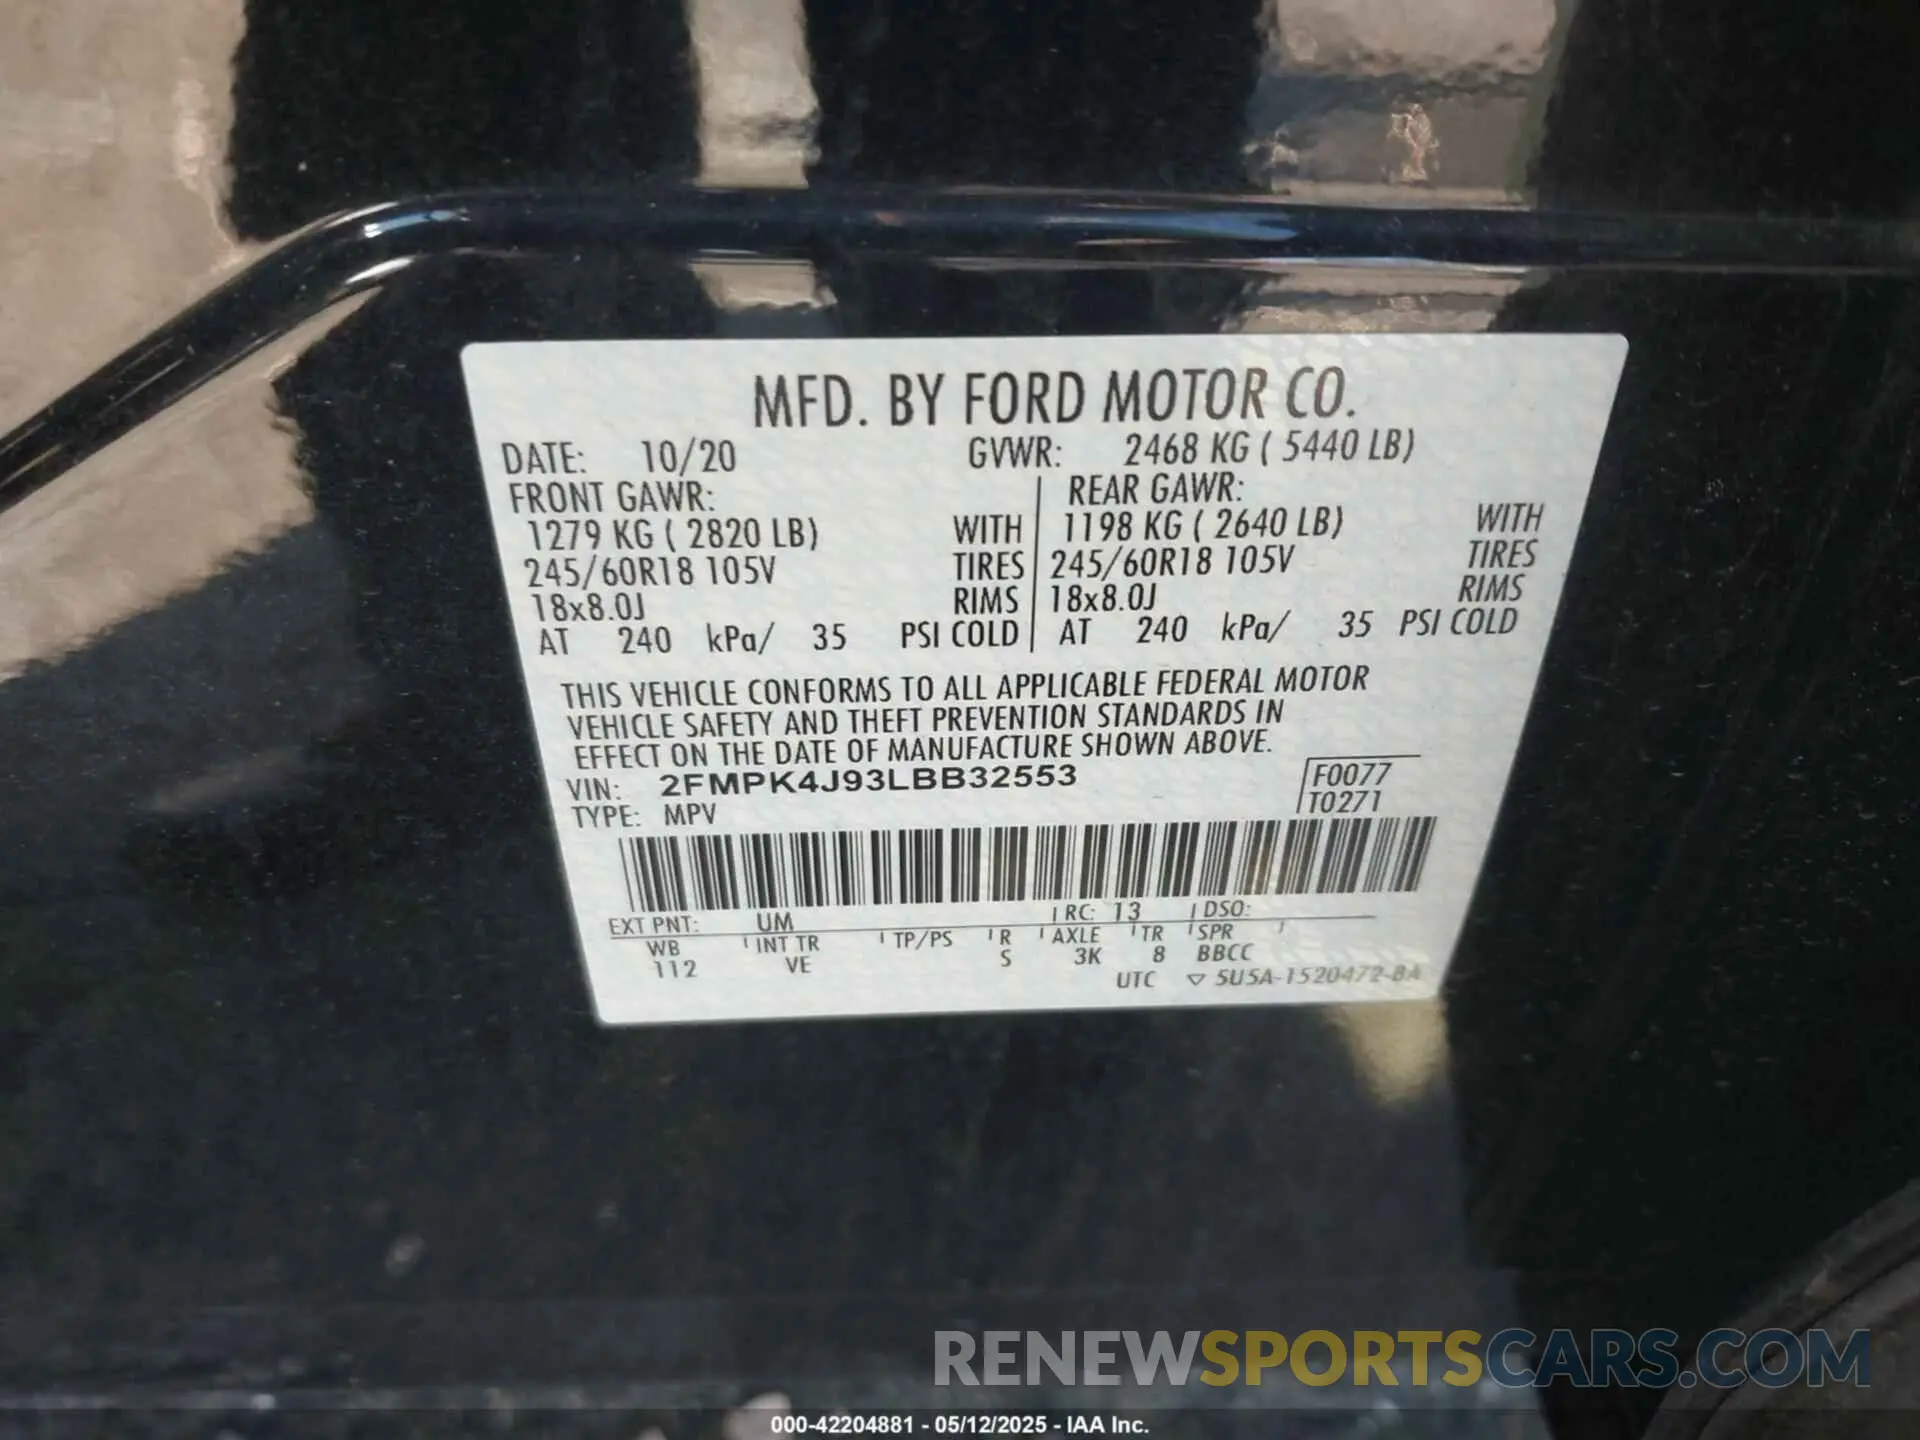 MFD. BY FORD MOTOR CO.
DATE: 10/20 GVWR: 2468 KG ( 5440 LB)
FRONT GAWR: REAR GAWR:
1279 KG ( 2820 LB) WITH 1198 KG ( 2640 LB) WITH
245/60R18 105V TIRES 245/60R18 105V TIRES
18x8.0J RIMS 18x8.0J RIMS
AT 240 kPa/ 35 PSI COLD AT 240 kPa/ 35 PSI COLD
THIS VEHICLE CONFORMS TO ALL APPLICABLE FEDERAL MOTOR
VEHICLE SAFETY AND THEFT PREVENTION STANDARDS IN
EFFECT ON THE DATE OF MANUFACTURE SHOWN ABOVE.
VIN: 2FMPK4J93LBB32553 F0077
TYPE: MPV T0271
EXT PNT: UM RC: 13 DSO:
WB INT TR TP/PS R AXLE TR SPR
112 VE S 3K 8 BBCC
UTC ▽ 5U5A-1520472-BA
RENEWSPORTSCARS.COM
000-42204881 - 05/12/2025 - IAA Inc.